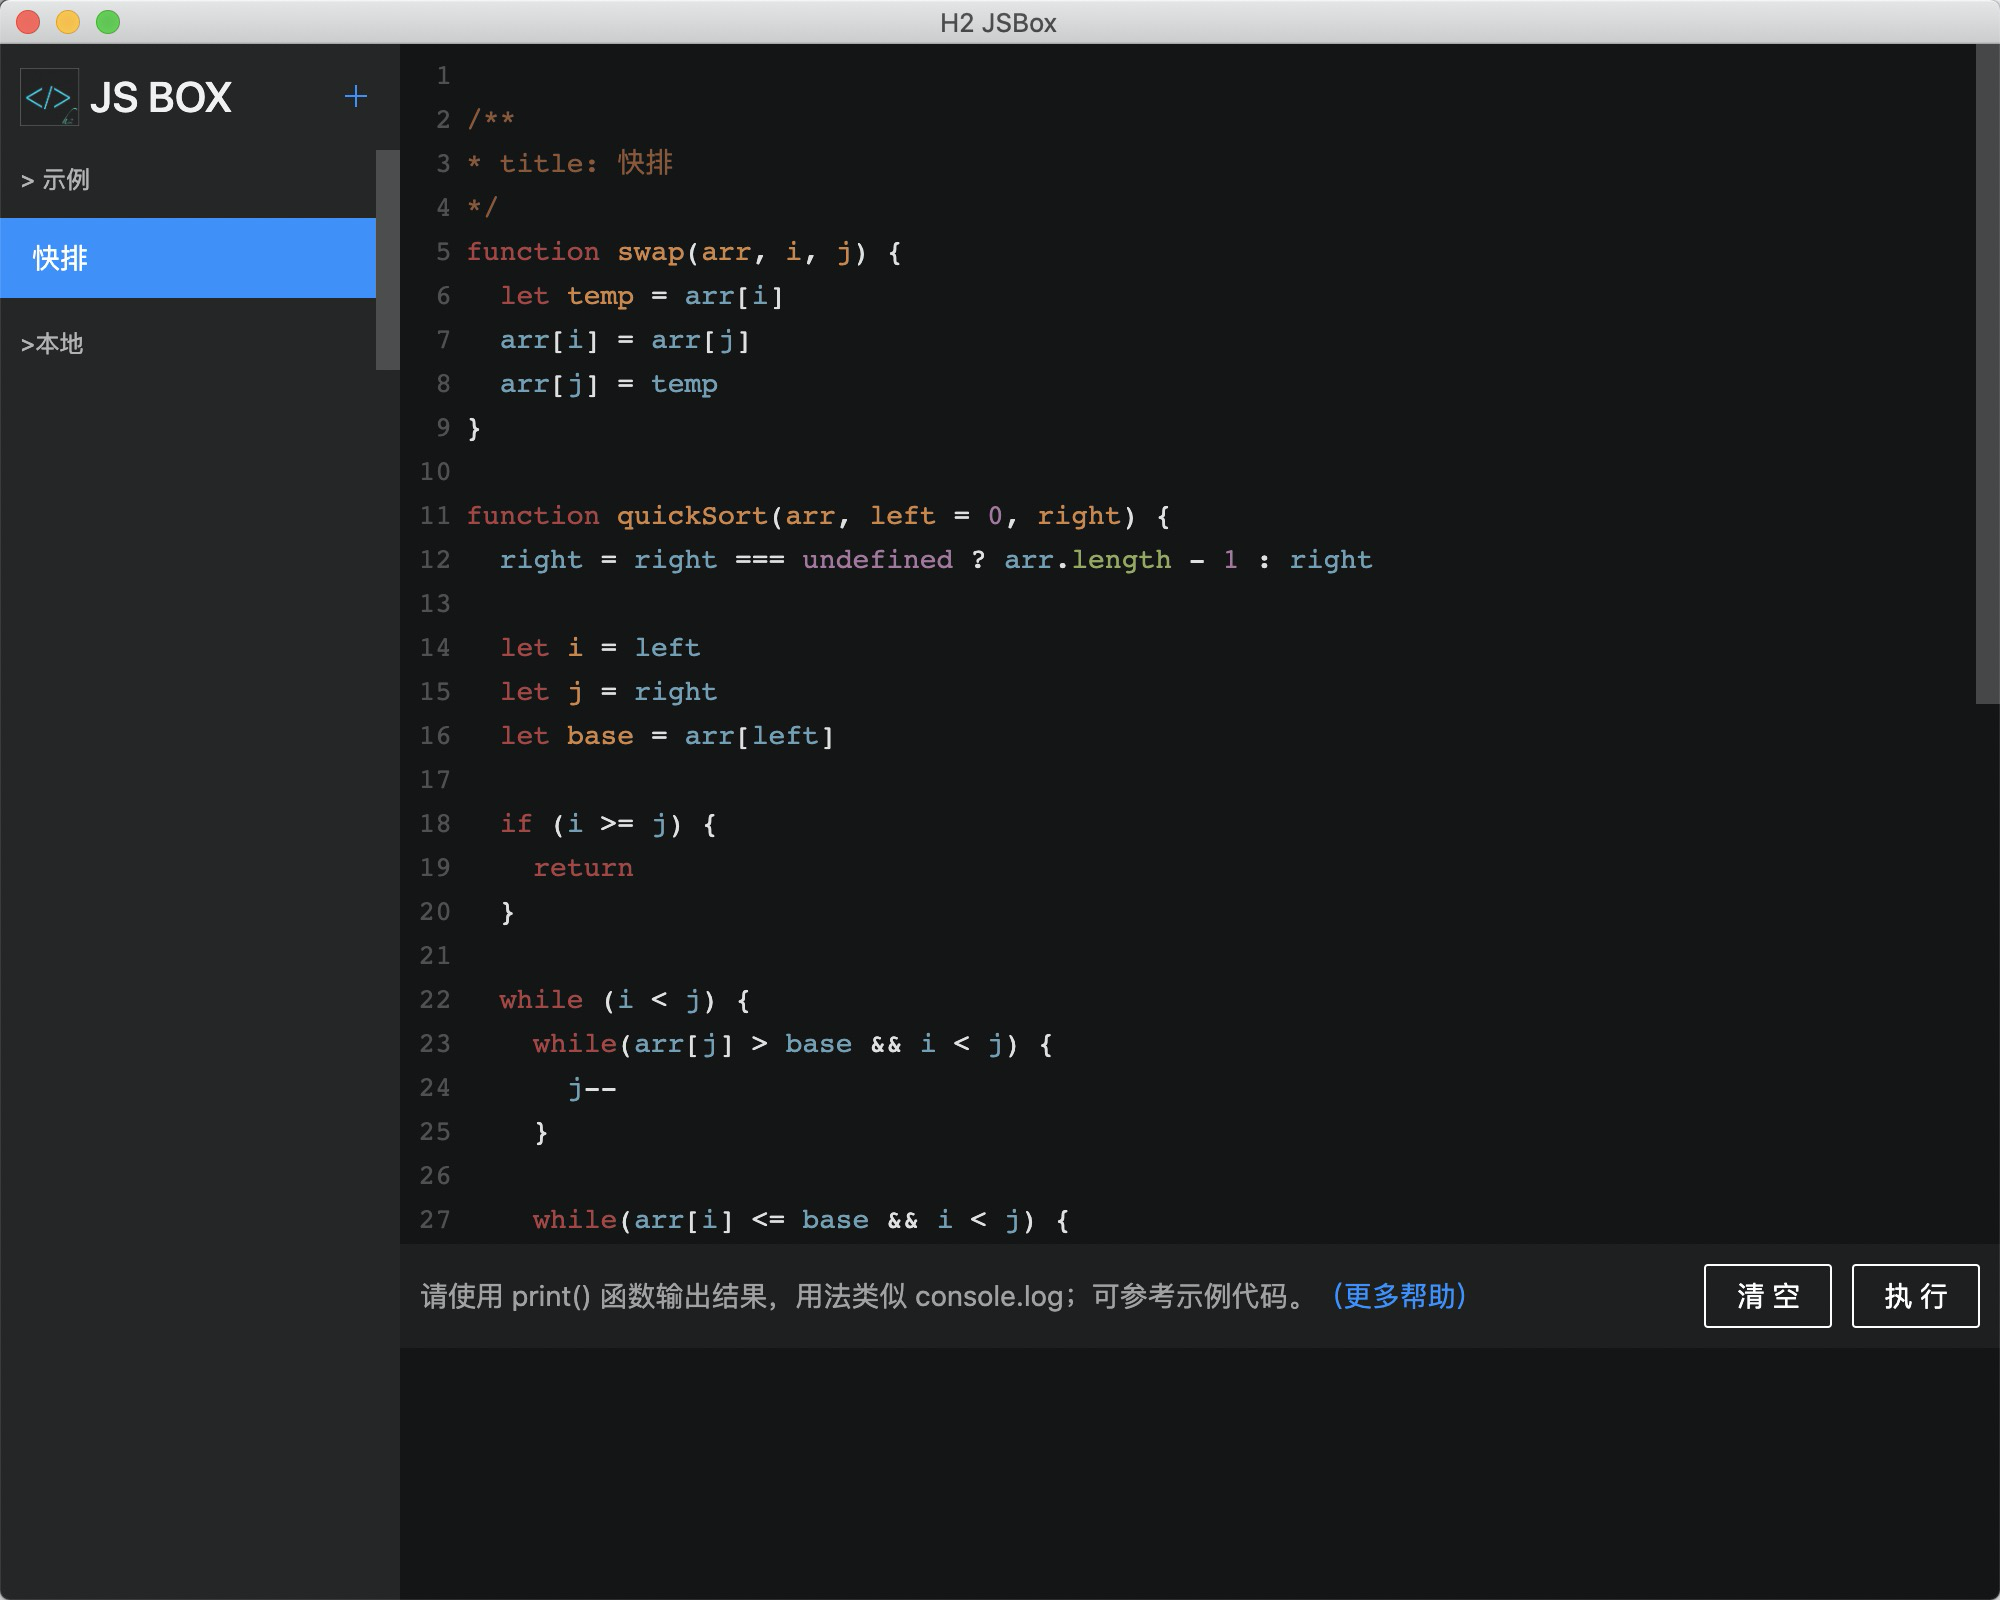 H2 JSBox
</> JS BOX +
> 示例
快排
>本地
1
2 /**
3 * title: 快排
4 */
5 function swap(arr, i, j) {
6   let temp = arr[i]
7   arr[i] = arr[j]
8   arr[j] = temp
9 }
10
11 function quickSort(arr, left = 0, right) {
12   right = right === undefined ? arr.length - 1 : right
13
14   let i = left
15   let j = right
16   let base = arr[left]
17
18   if (i >= j) {
19     return
20   }
21
22   while (i < j) {
23     while(arr[j] > base && i < j) {
24       j--
25     }
26
27     while(arr[i] <= base && i < j) {
请使用 print() 函数输出结果，用法类似 console.log；可参考示例代码。（更多帮助） 清 空 执 行